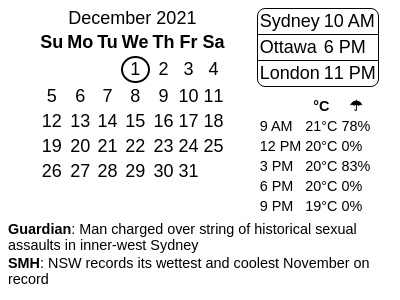 December 2021
Su Mo Tu We Th Fr Sa
1 2 3 4
5 6 7 8 9 10 11
12 13 14 15 16 17 18
19 20 21 22 23 24 25
26 27 28 29 30 31
Sydney 10 AM
Ottawa 6 PM
London 11 PM
°C ☂
9 AM 21°C 78%
12 PM 20°C 0%
3 PM 20°C 83%
6 PM 20°C 0%
9 PM 19°C 0%
Guardian: Man charged over string of historical sexual
assaults in inner-west Sydney
SMH: NSW records its wettest and coolest November on
record